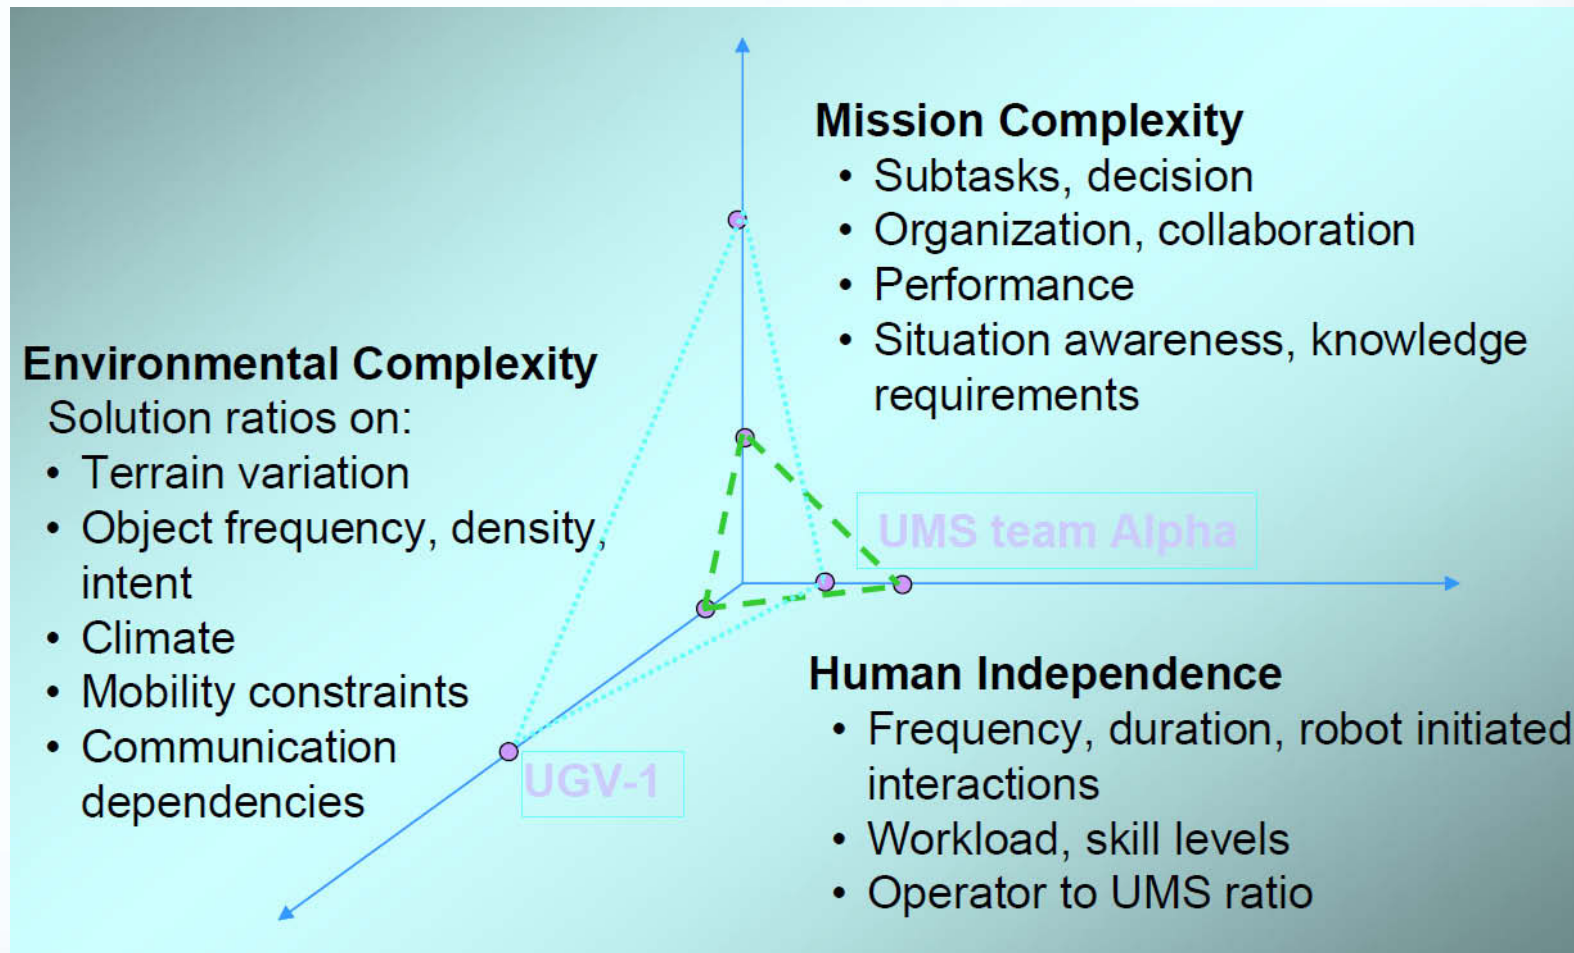 Mission Complexity
• Subtasks, decision
• Organization, collaboration
• Performance
• Situation awareness, knowledge
requirements
Environmental Complexity
Solution ratios on:
• Terrain variation
• Object frequency, density,
intent
• Climate
• Mobility constraints
• Communication
dependencies
UMS team Alpha
UGV-1
Human Independence
• Frequency, duration, robot initiated
interactions
• Workload, skill levels
• Operator to UMS ratio